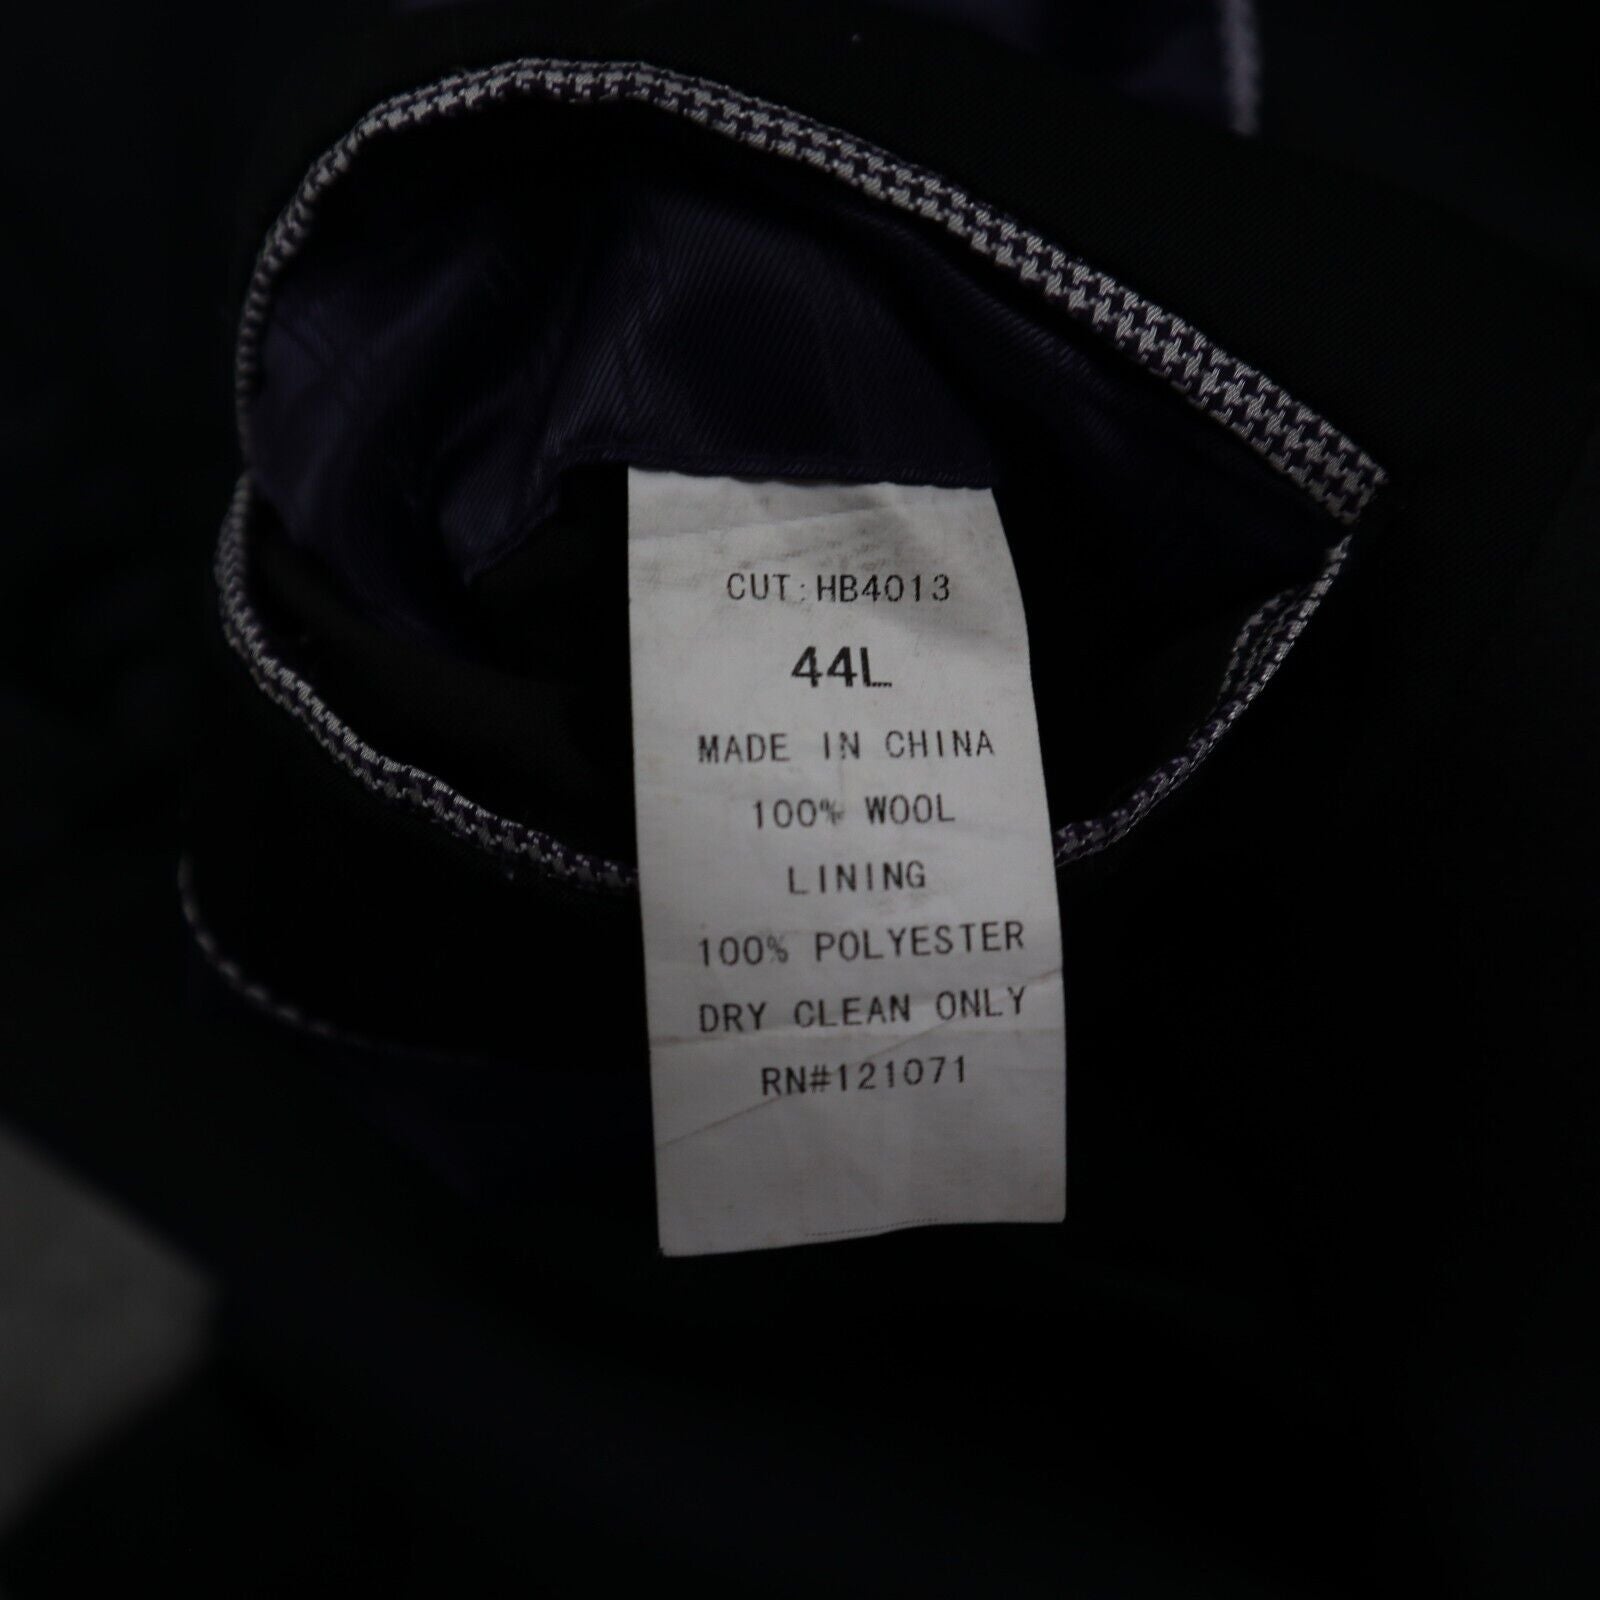 CUT:HB4013
44L
MADE IN CHINA
100% WOOL
LINING
100% POLYESTER
DRY CLEAN ONLY
RN#121071